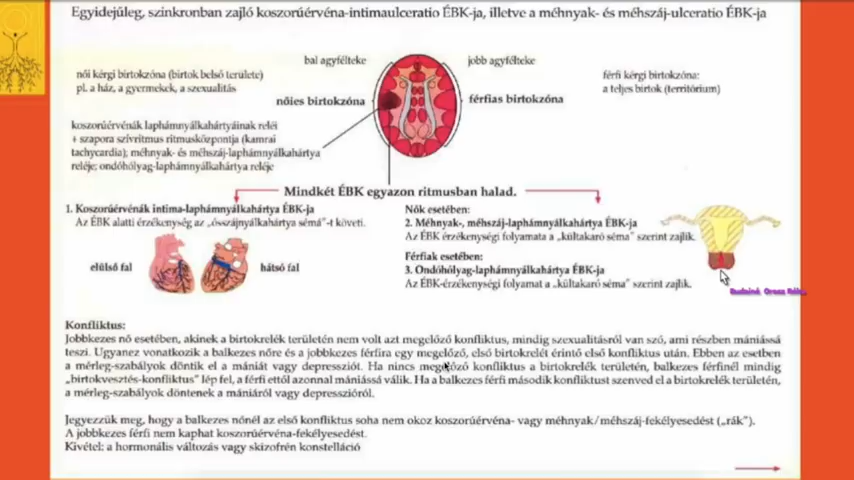 Egyidejűleg, szinkronban zajló koszorúérvéna-intimaulceratio ÉBK-ja, illetve a méhnyak- és méhszáj-ulceratio ÉBK-ja
bal agyfélteke
jobb agyfélteke
női kérgi birtokzóna (birtok belső területe)
pl. a ház, a gyermekek, a szexualitás
férfi kérgi birtokzóna:
a teljes birtok (territórium)
nőies birtokzóna
férfias birtokzóna
koszorúérvénák laphámnyálkahártyáinak reléi
+ szapora szívritmus ritmusközpontja (kamrai
tachycardia); méhnyak- és méhszáj-laphámnyálkahártya
reléje; ondóhólyag-laphámnyálkahártya reléje
Mindkét ÉBK egyazon ritmusban halad.
1. Koszorúérvénák intima-laphámnyálkahártya ÉBK-ja
Az ÉBK alatti érzékenység az „ősszájnyálkahártya sémá"-t követi.
elülső fal
hátsó fal
Nők esetében:
2. Méhnyak-, méhszáj-laphámnyálkahártya ÉBK-ja
Az ÉBK érzékenységi folyamata a „kültakaró séma" szerint zajlik.
Férfiak esetében:
3. Ondóhólyag-laphámnyálkahártya ÉBK-ja
Az ÉBK-érzékenységi folyamat a „kültakaró séma" szerint zajlik.
Konfliktus:
Jobbkezes nő esetében, akinek a birtokrelék területén nem volt azt megelőző konfliktus, mindig szexualitásról van szó, ami részben mániássá
teszi. Ugyanez vonatkozik a balkezes nőre és a jobbkezes férfira egy megelőző, első birtokrelét érintő első konfliktus után. Ebben az esetben
a mérleg-szabályok döntik el a mániát vagy depressziót. Ha nincs megelőző konfliktus a birtokrelék területén, balkezes férfinél mindig
„birtokvesztés-konfliktus" lép fel, a férfi ettől azonnal mániássá válik. Ha a balkezes férfi második konfliktust szenved el a birtokrelék területén,
a mérleg-szabályok döntenek a mániáról vagy depresszióról.
Jegyezzük meg, hogy a balkezes nőnél az első konfliktus soha nem okoz koszorúérvéna- vagy méhnyak/méhszáj-fekélyesedést („rák").
A jobbkezes férfi nem kaphat koszorúérvéna-fekélyesedést.
Kivétel: a hormonális változás vagy skizofrén konstelláció